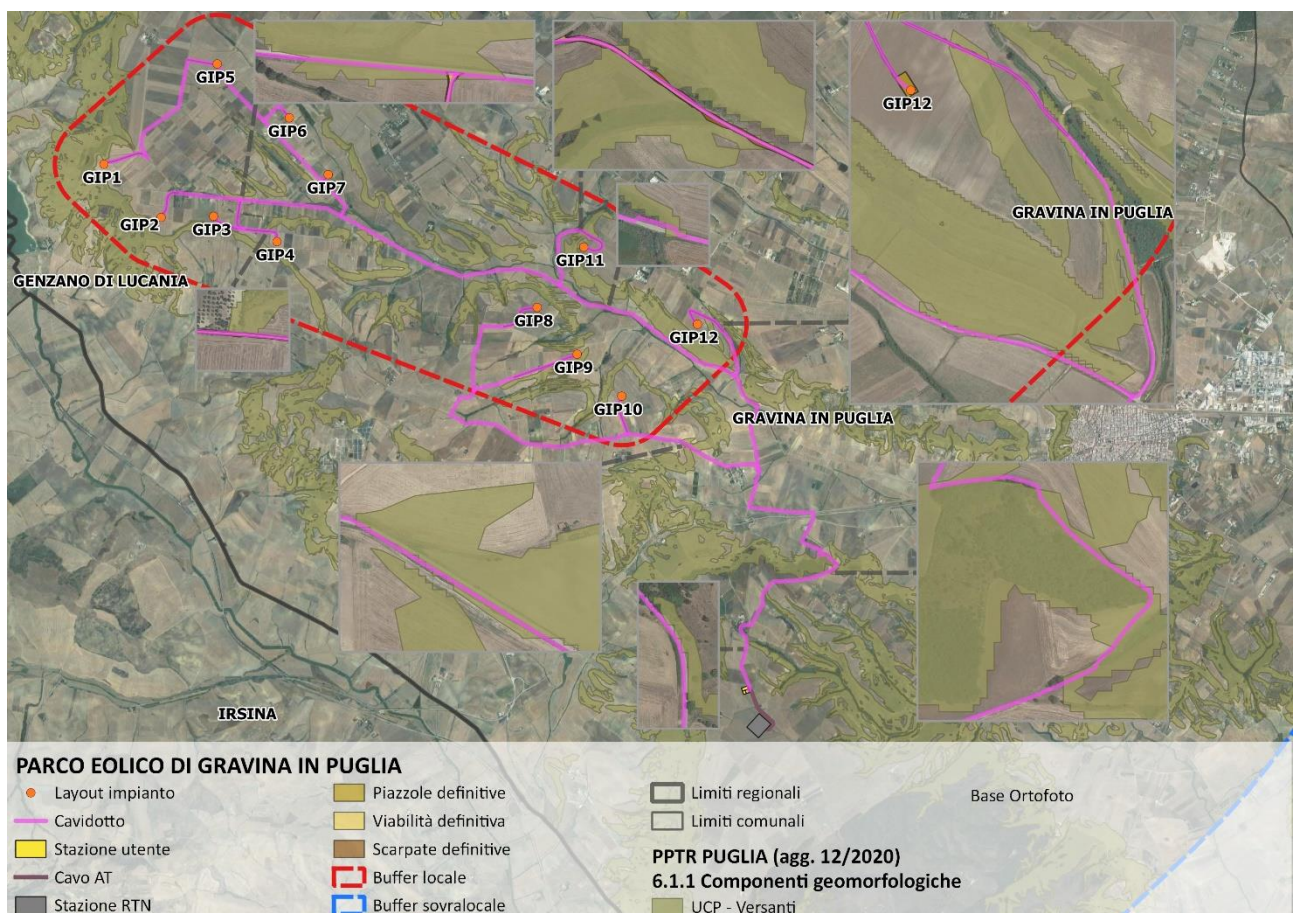 GIP5
GIP12
GIP6
GIP1
GIP7
GRAVINA IN PUGLIA
GIP2
GIP3
GIP4
GIP11
GENZANO DI LUCANIA
GIP8
GIP12
GIP9
GIP10
GRAVINA IN PUGLIA
IRSINA
PARCO EOLICO DI GRAVINA IN PUGLIA
Layout impianto
Cavidotto
Stazione utente
Cavo AT
Stazione RTN
Piazzole definitive
Viabilità definitiva
Scarpate definitive
Buffer locale
Buffer sovralocale
Limiti regionali
Limiti comunali
PPTR PUGLIA (agg. 12/2020)
6.1.1 Componenti geomorfologiche
UCP - Versanti
Base Ortofoto